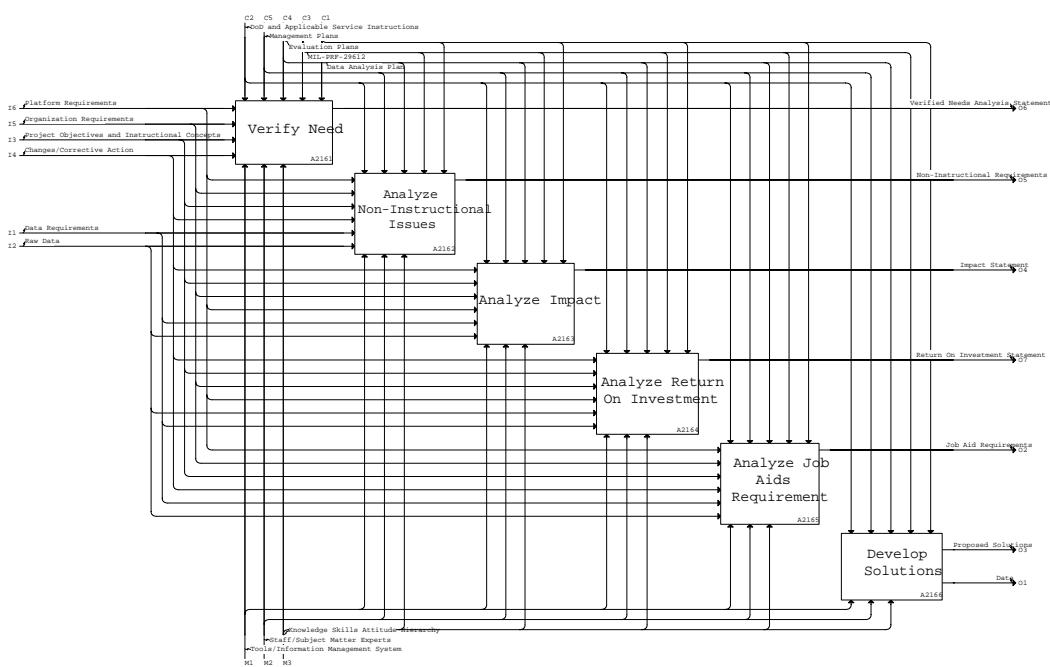 C2 C5 C4 C3 C1
DoD and Applicable Service Instructions
Management Plans
Evaluation Plans
MIL-PRF-29612
Data Analysis Plan
I6 Platform Requirements
Verified Needs Analysis Statement
O6
I5 Organization Requirements
Verify Need
I3 Project Objectives and Instructional Concepts
I4 Changes/Corrective Action
A2161
Non-Instructional Requirements
O5
Analyze
Non-Instructional
Issues
I1 Data Requirements
I2 Raw Data
A2162
Impact Statement
O4
Analyze Impact
A2163
Return On Investment Statement
O7
Analyze Return
On Investment
A2164
Job Aid Requirements
O2
Analyze Job
Aids
Requirement
A2165
Proposed Solutions
O3
Develop
Solutions
Data
O1
A2166
Knowledge Skills Attitude Hierarchy
Staff/Subject Matter Experts
Tools/Information Management System
M1 M2 M3